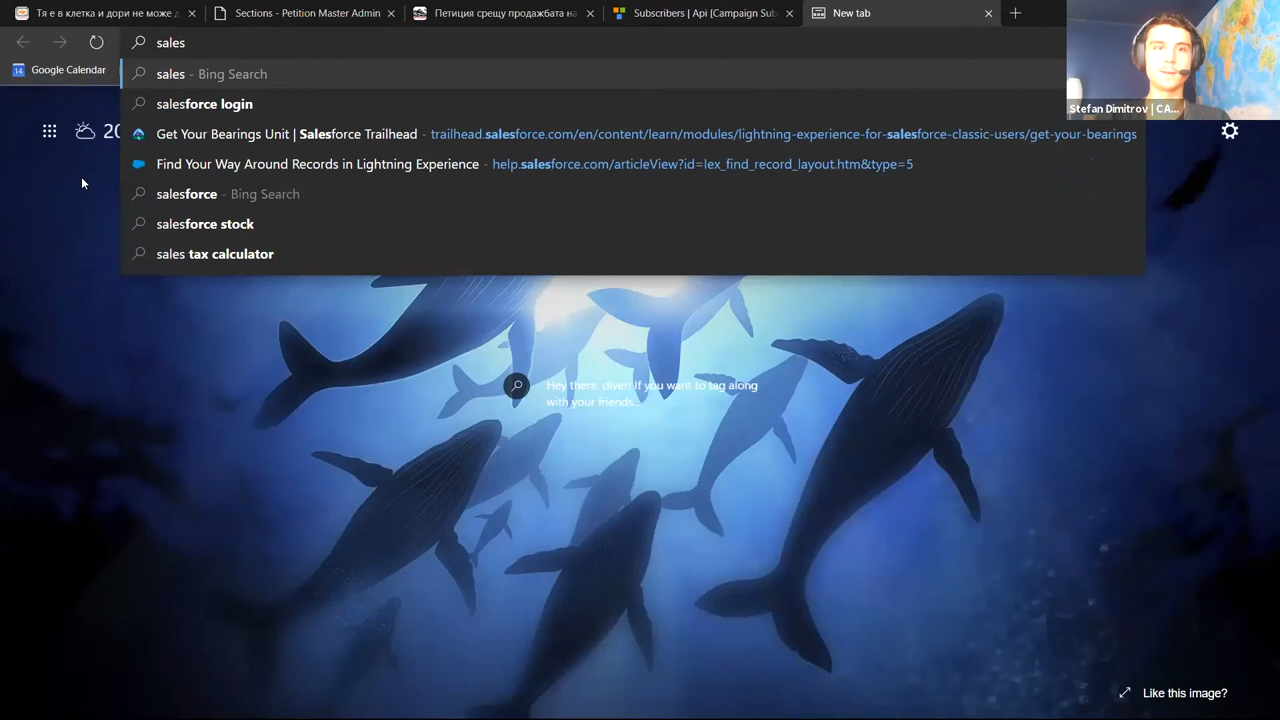 Тя е в клетка и дори не може д
Sections - Petition Master Admin
Петиция срещу продажбата на
Subscribers | Api [Campaign Sub
New tab
sales
14 Google Calendar
sales - Bing Search
salesforce login
Get Your Bearings Unit | Salesforce Trailhead - trailhead.salesforce.com/en/content/learn/modules/lightning-experience-for-salesforce-classic-users/get-your-bearings
Find Your Way Around Records in Lightning Experience - help.salesforce.com/articleView?id=lex_find_record_layout.htm&type=5
salesforce - Bing Search
salesforce stock
sales tax calculator
20
Stefan Dimitrov | CA...
Hey there, diver! If you want to tag along
with your friends...
Like this image?